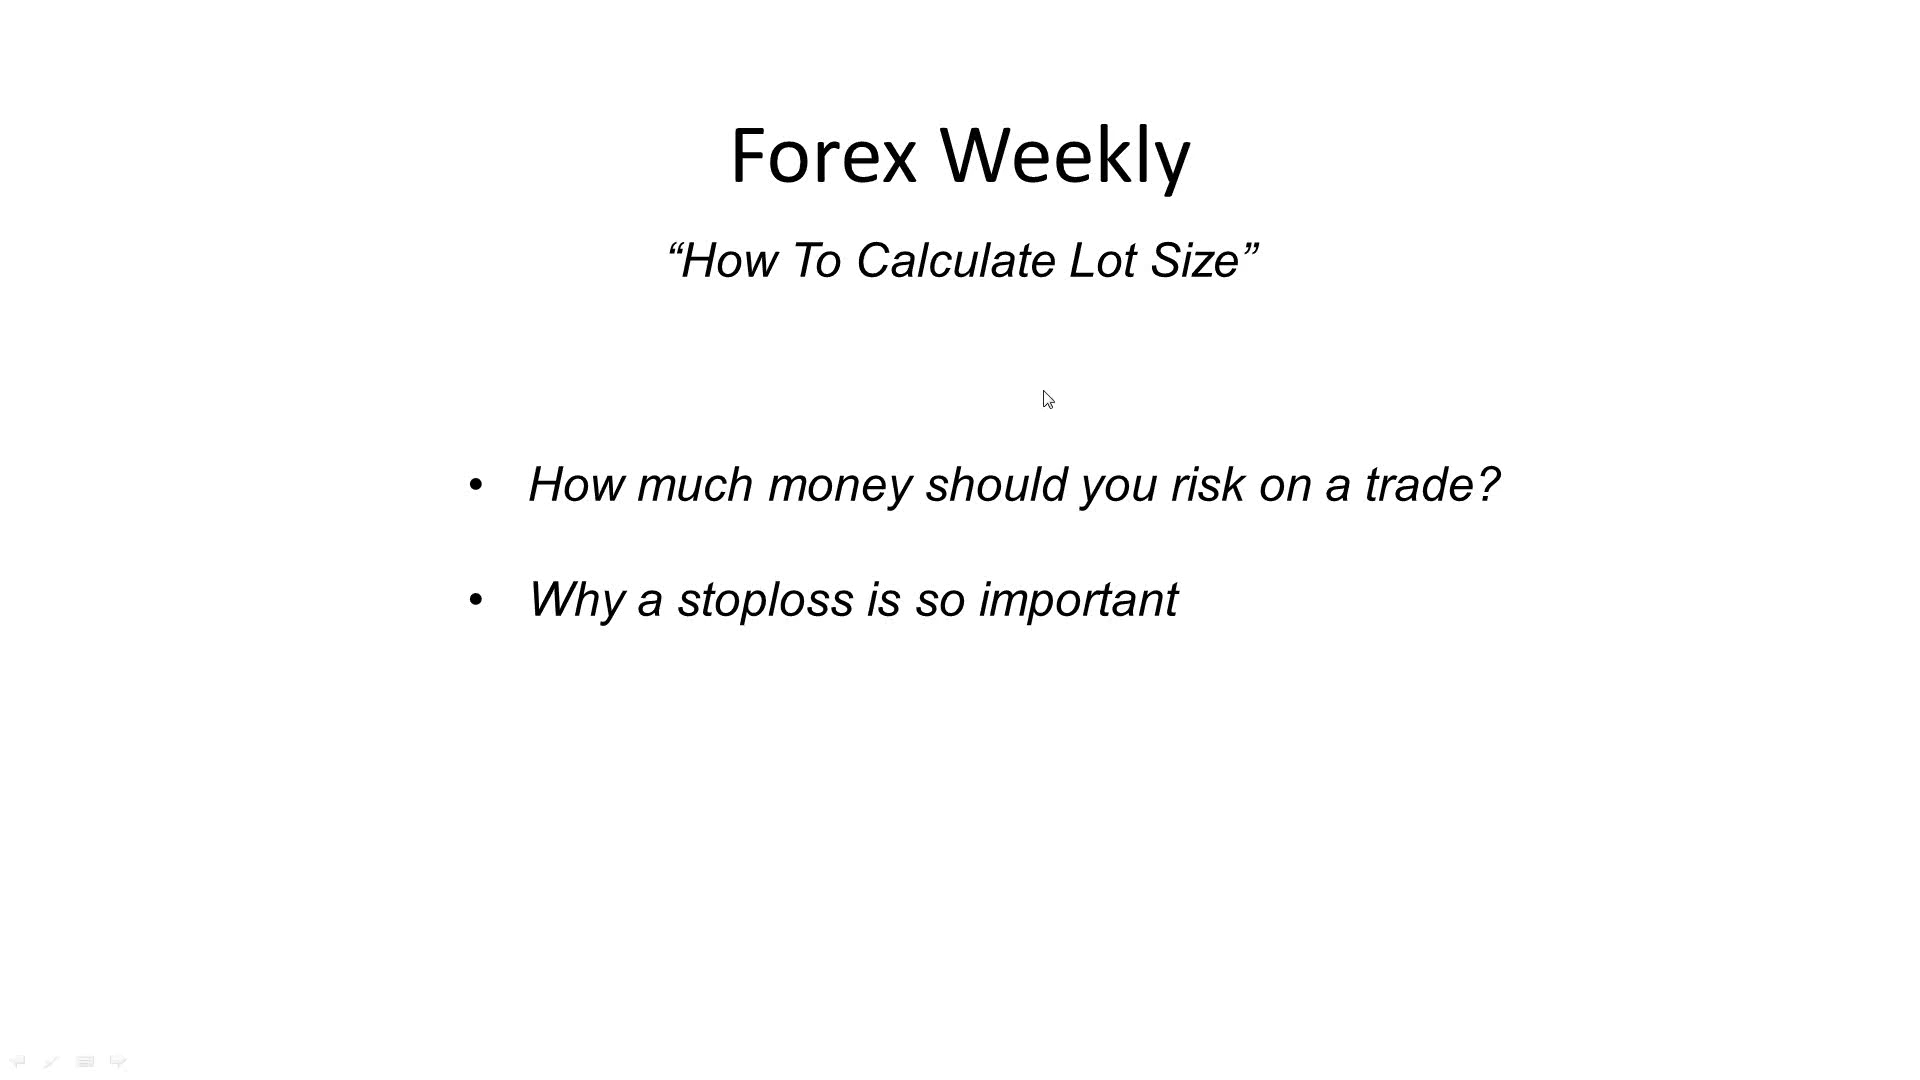 Forex Weekly
“How To Calculate Lot Size”
• How much money should you risk on a trade?
• Why a stoploss is so important